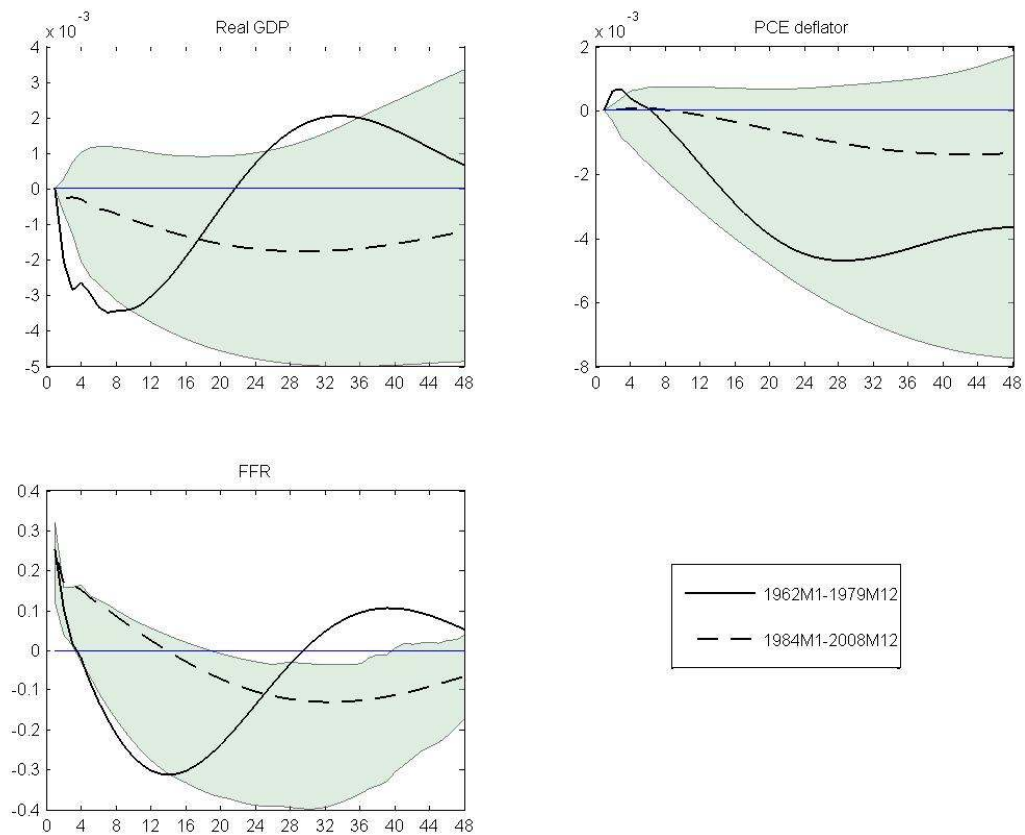 x 10⁻³
Real GDP
4
3
2
1
0
-1
-2
-3
-4
-5
0 4 8 12 16 20 24 28 32 36 40 44 48
x 10⁻³
PCE deflator
2
0
-2
-4
-6
-8
0 4 8 12 16 20 24 28 32 36 40 44 48
FFR
0.4
0.3
0.2
0.1
0
-0.1
-0.2
-0.3
-0.4
0 4 8 12 16 20 24 28 32 36 40 44 48
1962M1-1979M12
1984M1-2008M12